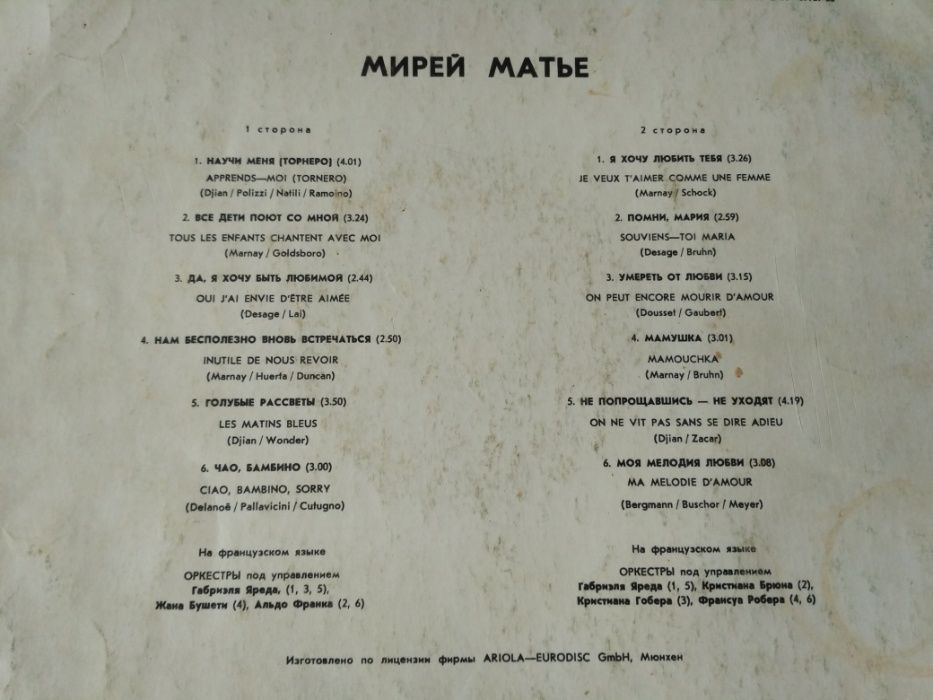 МИРЕЙ МАТЬЕ
1 сторона
1. НАУЧИ МЕНЯ (ТОРНЕРО) (4.01)
APPRENDS—MOI (TORNERO)
(Djian / Polizzi / Natili / Ramoino)
2. ВСЕ ДЕТИ ПОЮТ СО МНОЙ (3.24)
TOUS LES ENFANTS CHANTENT AVEC MOI
(Marnay / Goldsboro)
3. ДА, Я ХОЧУ БЫТЬ ЛЮБИМОЙ (2.44)
OUI J'AI ENVIE D'ÊTRE AIMÉE
(Desage / Lai)
4. НАМ БЕСПОЛЕЗНО ВНОВЬ ВСТРЕЧАТЬСЯ (2.50)
INUTILE DE NOUS REVOIR
(Marnay / Huerta / Duncan)
5. ГОЛУБЫЕ РАССВЕТЫ (3.50)
LES MATINS BLEUS
(Djian / Wonder)
6. ЧАО, БАМБИНО (3.00)
CIAO, BAMBINO, SORRY
(Delanoë / Pallavicini / Cutugno)
На французском языке
ОРКЕСТРЫ под управлением
Габриэля Яреда, (1, 3, 5),
Жана Бушети (4), Альдо Франка (2, 6)
2 сторона
1. Я ХОЧУ ЛЮБИТЬ ТЕБЯ (3.26)
JE VEUX T'AIMER COMME UNE FEMME
(Marnay / Schock)
2. ПОМНИ, МАРИЯ (2.59)
SOUVIENS—TOI MARIA
(Desage / Bruhn)
3. УМЕРЕТЬ ОТ ЛЮБВИ (3.15)
ON PEUT ENCORE MOURIR D'AMOUR
(Dousset / Gaubert)
4. МАМУШКА (3.01)
MAMOUCHKA
(Marnay / Bruhn)
5. НЕ ПОПРОЩАВШИСЬ — НЕ УХОДЯТ (4.19)
ON NE VIT PAS SANS SE DIRE ADIEU
(Djian / Zacar)
6. МОЯ МЕЛОДИЯ ЛЮБВИ (3.08)
MA MELODIE D'AMOUR
(Bergmann / Buschor / Meyer)
На французском языке
ОРКЕСТРЫ под управлением
Габриэля Яреда (1, 5), Кристиана Брюна (2),
Кристиана Гобера (3), Франсуа Робера (4, 6)
Изготовлено по лицензии фирмы ARIOLA—EURODISC GmbH, Мюнхен